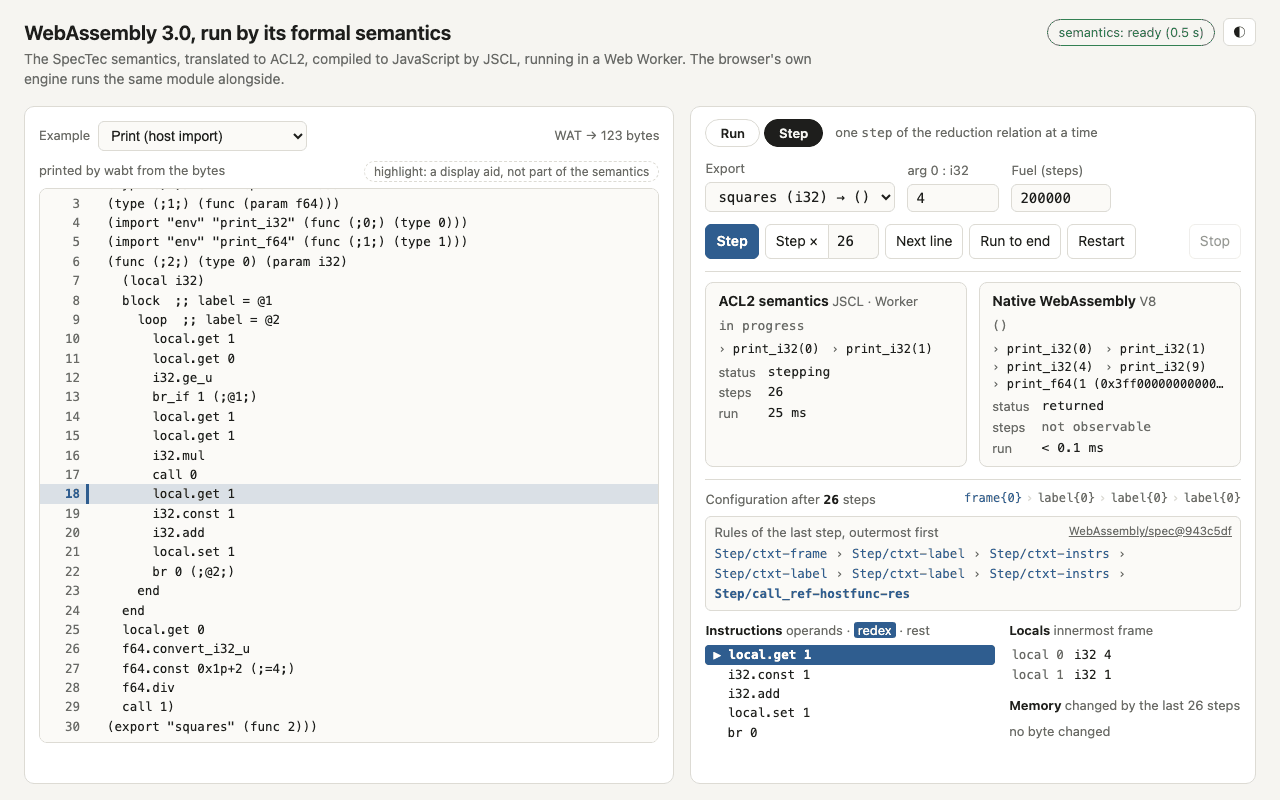 WebAssembly 3.0, run by its formal semantics
The SpecTec semantics, translated to ACL2, compiled to JavaScript by JSCL, running in a Web Worker. The browser's own
engine runs the same module alongside.
semantics: ready (0.5 s)
Example Print (host import) WAT → 123 bytes
printed by wabt from the bytes highlight: a display aid, not part of the semantics
3 (type (;1;) (func (param f64)))
4 (import "env" "print_i32" (func (;0;) (type 0)))
5 (import "env" "print_f64" (func (;1;) (type 1)))
6 (func (;2;) (type 0) (param i32)
7 (local i32)
8 block ;; label = @1
9 loop ;; label = @2
10 local.get 1
11 local.get 0
12 i32.ge_u
13 br_if 1 (;@1;)
14 local.get 1
15 local.get 1
16 i32.mul
17 call 0
18 local.get 1
19 i32.const 1
20 i32.add
21 local.set 1
22 br 0 (;@2;)
23 end
24 end
25 local.get 0
26 f64.convert_i32_u
27 f64.const 0x1p+2 (;=4;)
28 f64.div
29 call 1)
30 (export "squares" (func 2)))
Run Step one step of the reduction relation at a time
Export arg 0 : i32 Fuel (steps)
squares (i32) → () 4 200000
Step Step × 26 Next line Run to end Restart Stop
ACL2 semantics JSCL · Worker
in progress
› print_i32(0) › print_i32(1)
status stepping
steps 26
run 25 ms
Native WebAssembly V8
()
› print_i32(0) › print_i32(1)
› print_i32(4) › print_i32(9)
› print_f64(1 (0x3ff00000000000…
status returned
steps not observable
run < 0.1 ms
Configuration after 26 steps frame{0} › label{0} › label{0} › label{0}
Rules of the last step, outermost first WebAssembly/spec@943c5df
Step/ctxt-frame › Step/ctxt-label › Step/ctxt-instrs ›
Step/ctxt-label › Step/ctxt-label › Step/ctxt-instrs ›
Step/call_ref-hostfunc-res
Instructions operands · redex · rest
▶ local.get 1
i32.const 1
i32.add
local.set 1
br 0
Locals innermost frame
local 0 i32 4
local 1 i32 1
Memory changed by the last 26 steps
no byte changed